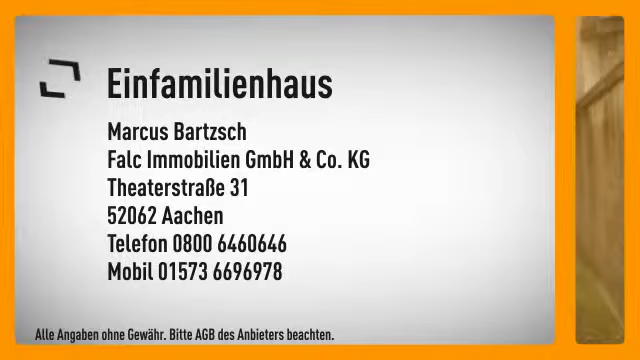 Einfamilienhaus
Marcus Bartzsch
Falc Immobilien GmbH & Co. KG
Theaterstraße 31
52062 Aachen
Telefon 0800 6460646
Mobil 01573 6696978
Alle Angaben ohne Gewähr. Bitte AGB des Anbieters beachten.